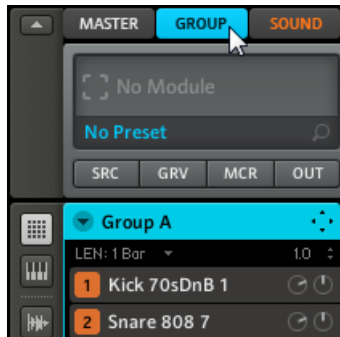 MASTER GROUP SOUND
No Module
No Preset
SRC GRV MCR OUT
Group A
LEN: 1 Bar 1.0
1 Kick 70sDnB 1
2 Snare 808 7